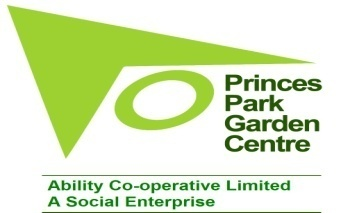 Princes
Park
Garden
Centre
Ability Co-operative Limited
A Social Enterprise